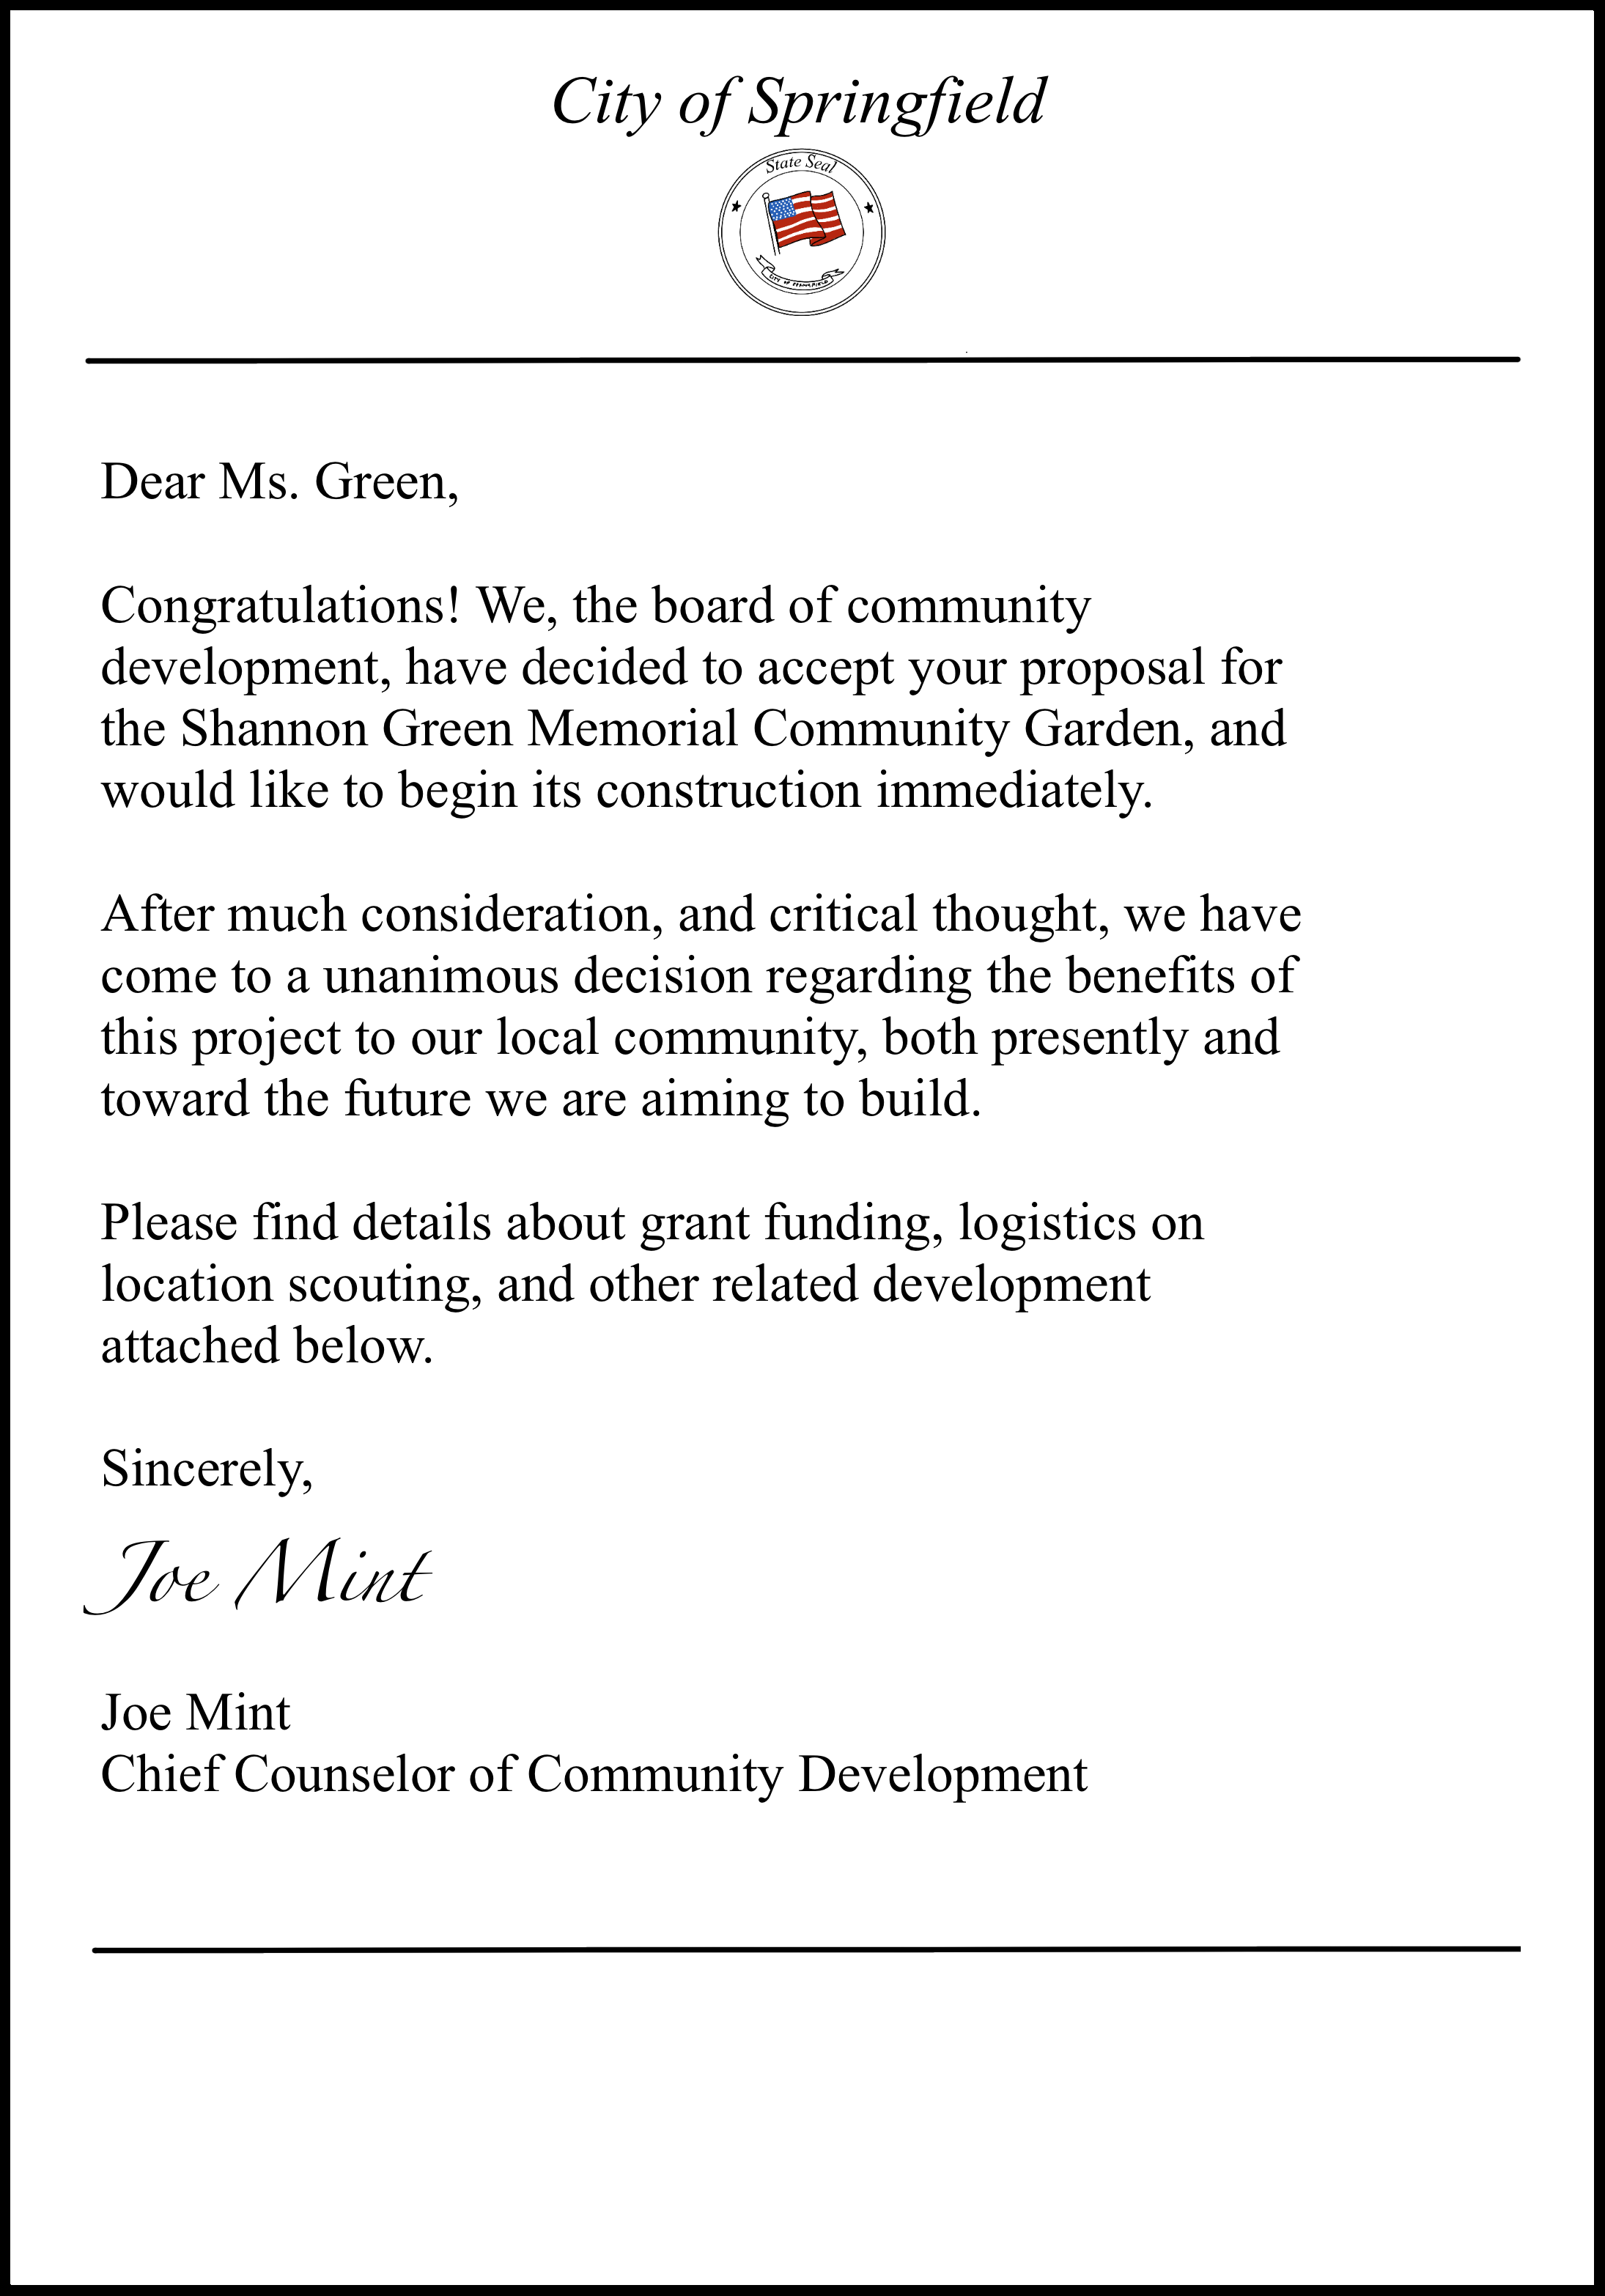 City of Springfield
State Seal
CITY OF SPRINGFIELD
Dear Ms. Green,
Congratulations! We, the board of community
development, have decided to accept your proposal for
the Shannon Green Memorial Community Garden, and
would like to begin its construction immediately.
After much consideration, and critical thought, we have
come to a unanimous decision regarding the benefits of
this project to our local community, both presently and
toward the future we are aiming to build.
Please find details about grant funding, logistics on
location scouting, and other related development
attached below.
Sincerely,
Joe Mint
Joe Mint
Chief Counselor of Community Development